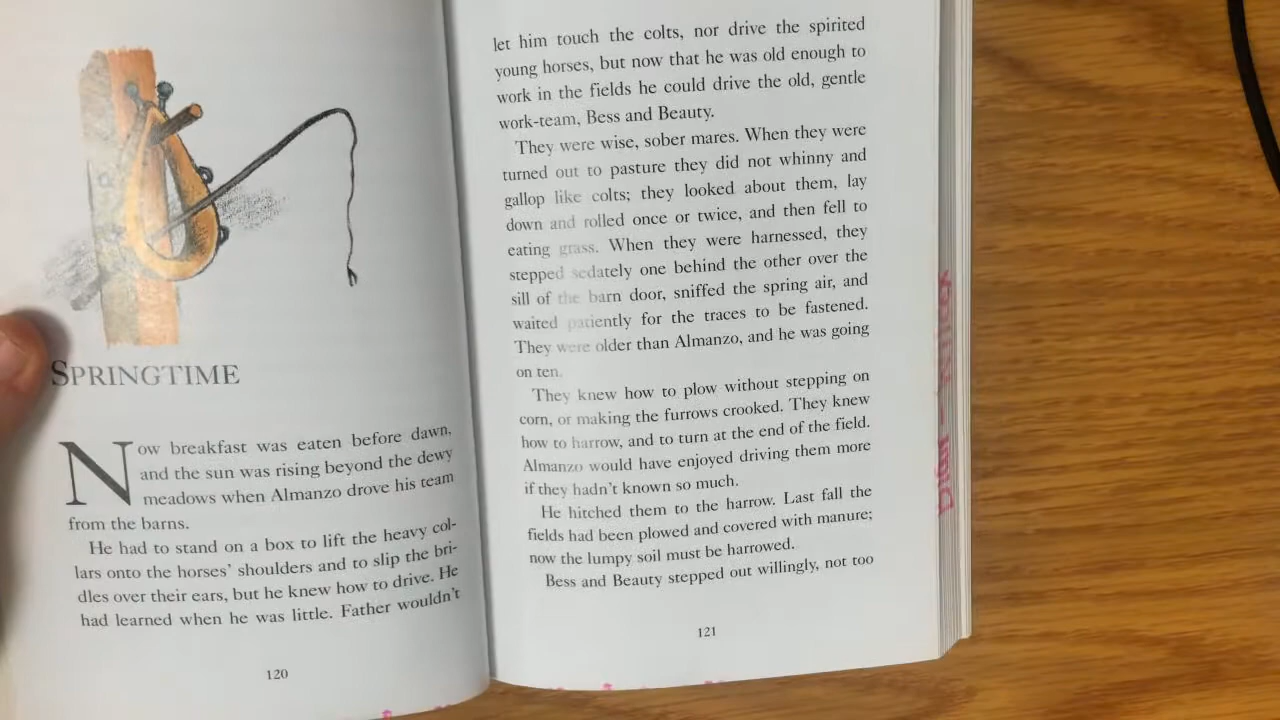 SPRINGTIME
Now breakfast was eaten before dawn,
and the sun was rising beyond the dewy
meadows when Almanzo drove his team
from the barns.
He had to stand on a box to lift the heavy col-
lars onto the horses' shoulders and to slip the bri-
dles over their ears, but he knew how to drive. He
had learned when he was little. Father wouldn't
120
let him touch the colts, nor drive the spirited
young horses, but now that he was old enough to
work in the fields he could drive the old, gentle
work-team, Bess and Beauty.
They were wise, sober mares. When they were
turned out to pasture they did not whinny and
gallop like colts; they looked about them, lay
down and rolled once or twice, and then fell to
eating grass. When they were harnessed, they
stepped sedately one behind the other over the
sill of the barn door, sniffed the spring air, and
waited patiently for the traces to be fastened.
They were older than Almanzo, and he was going
on ten.
They knew how to plow without stepping on
corn, or making the furrows crooked. They knew
how to harrow, and to turn at the end of the field.
Almanzo would have enjoyed driving them more
if they hadn't known so much.
He hitched them to the harrow. Last fall the
fields had been plowed and covered with manure;
now the lumpy soil must be harrowed.
Bess and Beauty stepped out willingly, not too
121